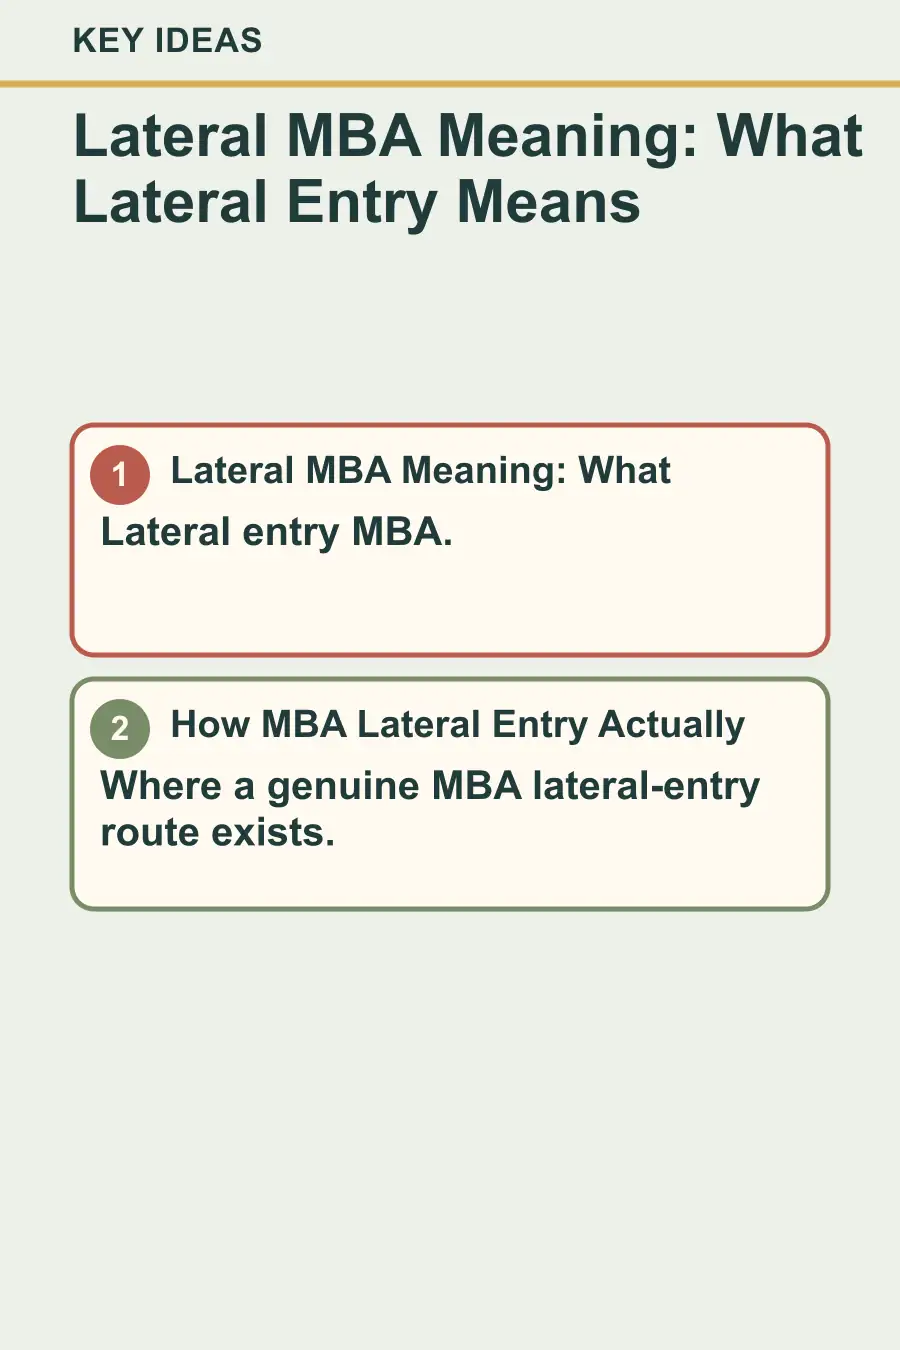 KEY IDEAS
Lateral MBA Meaning: What
Lateral Entry Means
1 Lateral MBA Meaning: What
Lateral entry MBA.
2 How MBA Lateral Entry Actually
Where a genuine MBA lateral-entry
route exists.